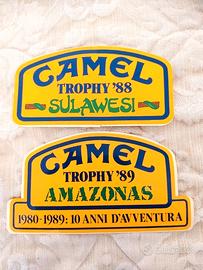 CAMEL
TROPHY '88
SULAWESI
CAMEL
TROPHY '89
AMAZONAS
1980-1989: 10 ANNI D'AVVENTURA